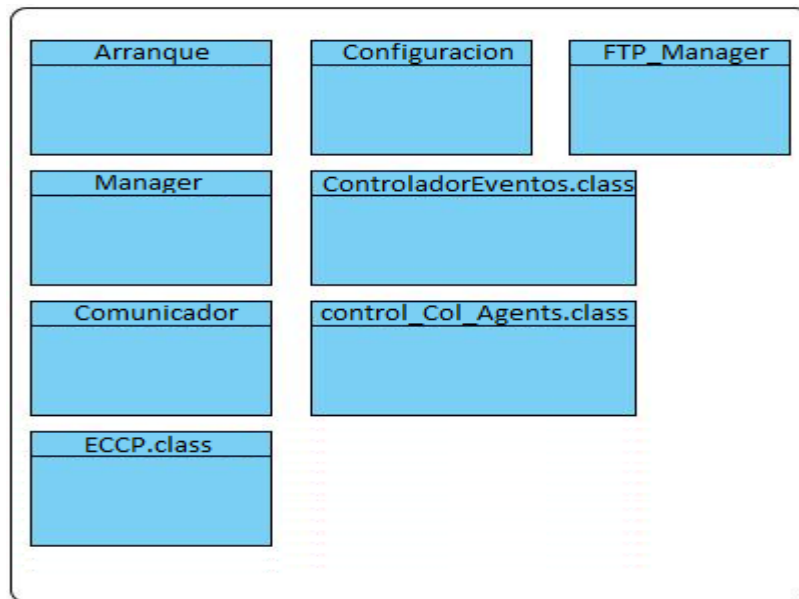 Arranque
Configuracion
FTP_Manager
Manager
ControladorEventos.class
Comunicador
control_Col_Agents.class
ECCP.class